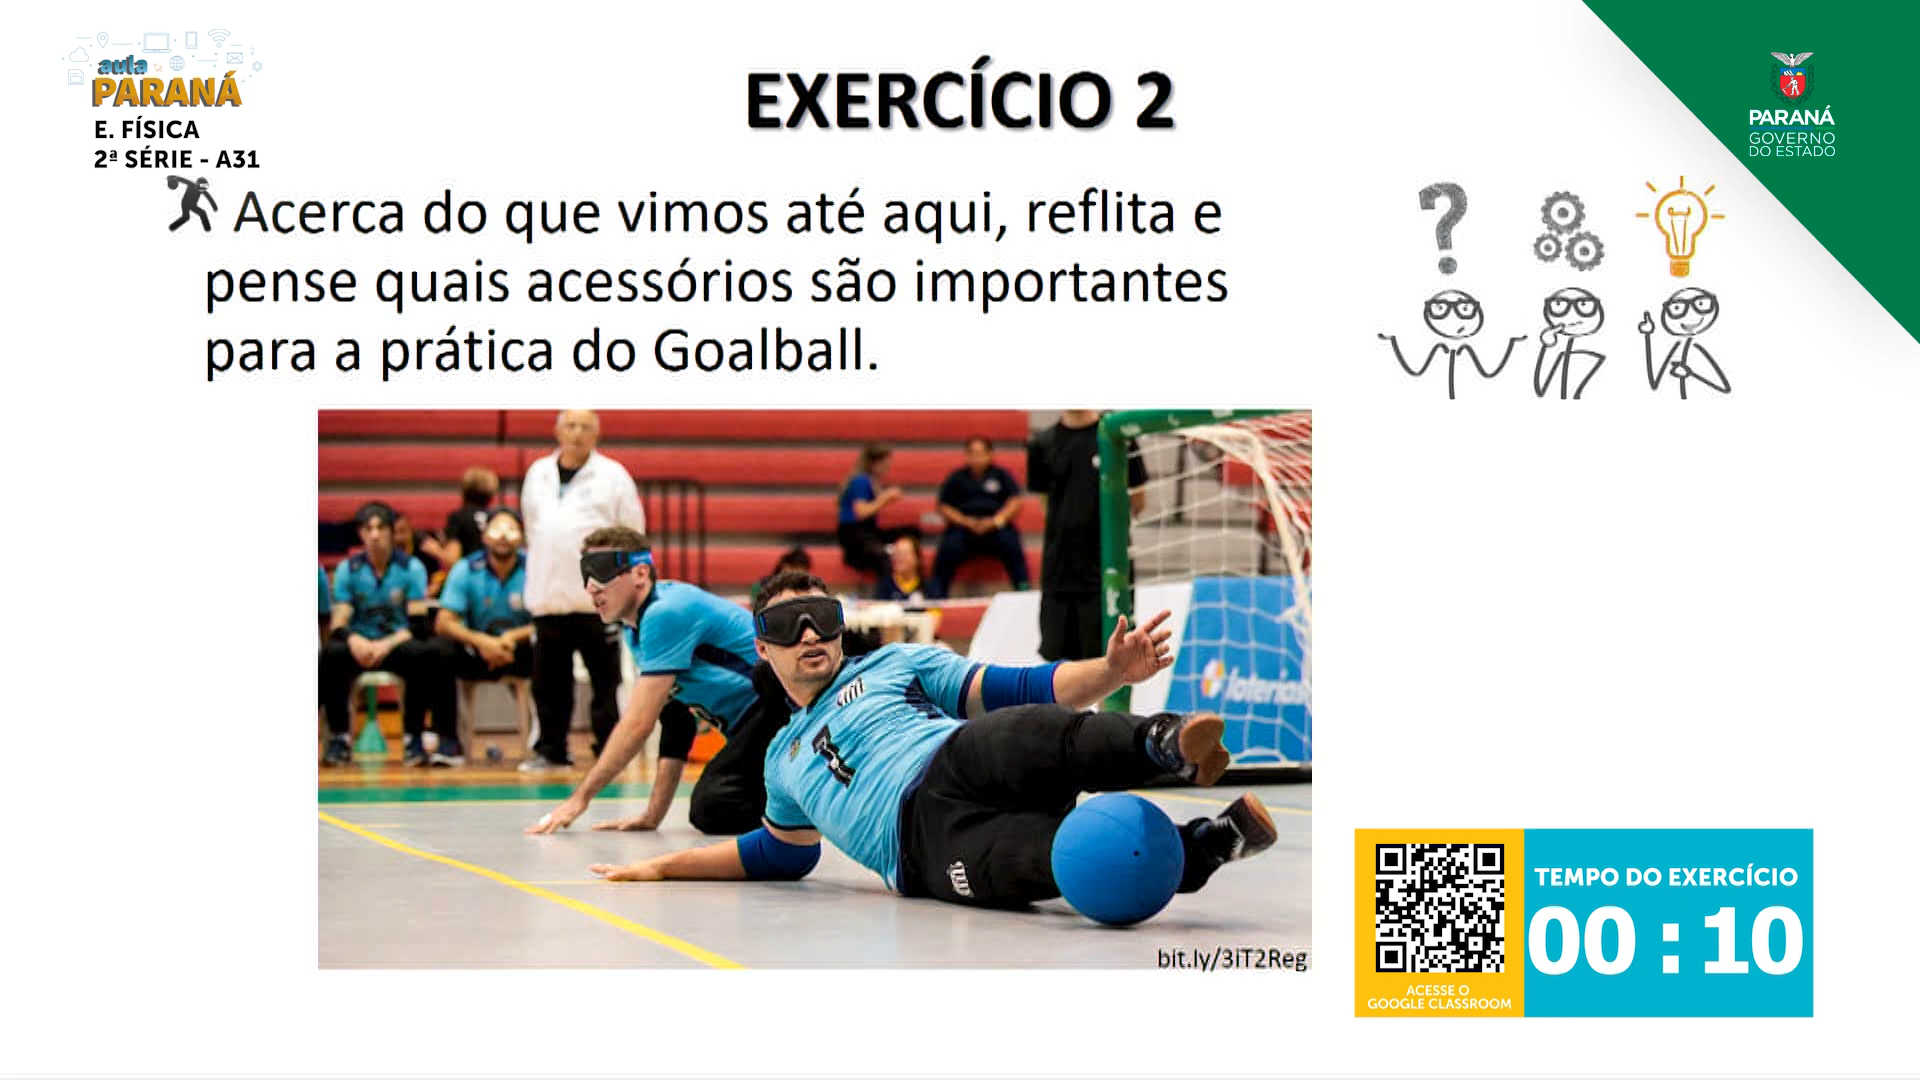 aula
PARANÁ
E. FÍSICA
2ª SÉRIE - A31
EXERCÍCIO 2
PARANÁ
GOVERNO
DO ESTADO
Acerca do que vimos até aqui, reflita e
pense quais acessórios são importantes
para a prática do Goalball.
?
loterias
1
bit.ly/3iT2Reg
TEMPO DO EXERCÍCIO
00 : 10
ACESSE O
GOOGLE CLASSROOM